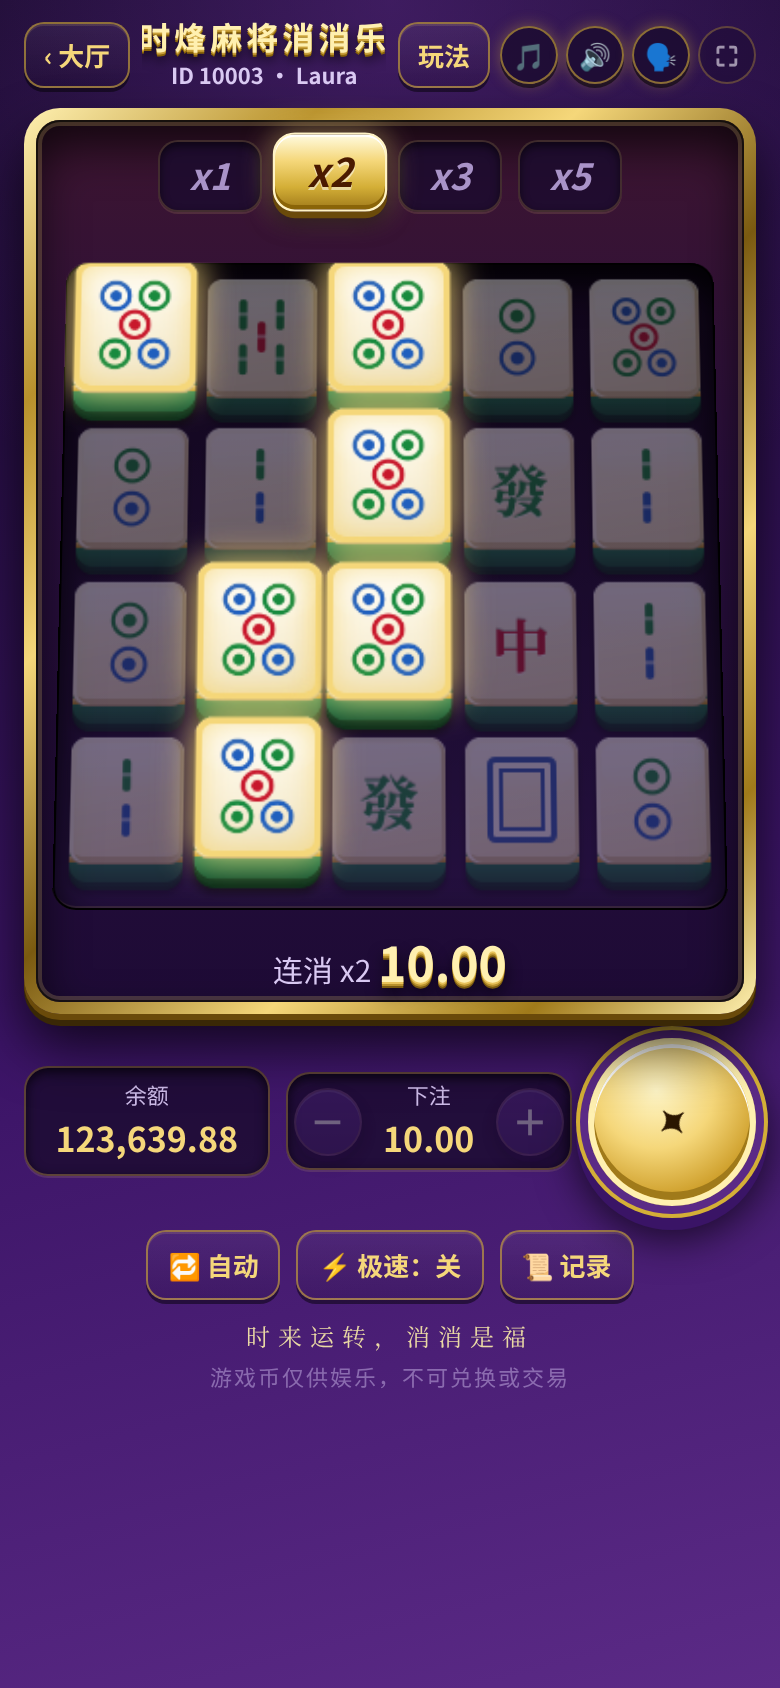 ‹ 大厅
时烽麻将消消乐
ID 10003 · Laura
玩法
x1 x2 x3 x5
發
中
發
连消 x2 10.00
余额
123,639.88
下注
− 10.00 +
自动
极速：关
记录
时来运转，消消是福
游戏币仅供娱乐，不可兑换或交易